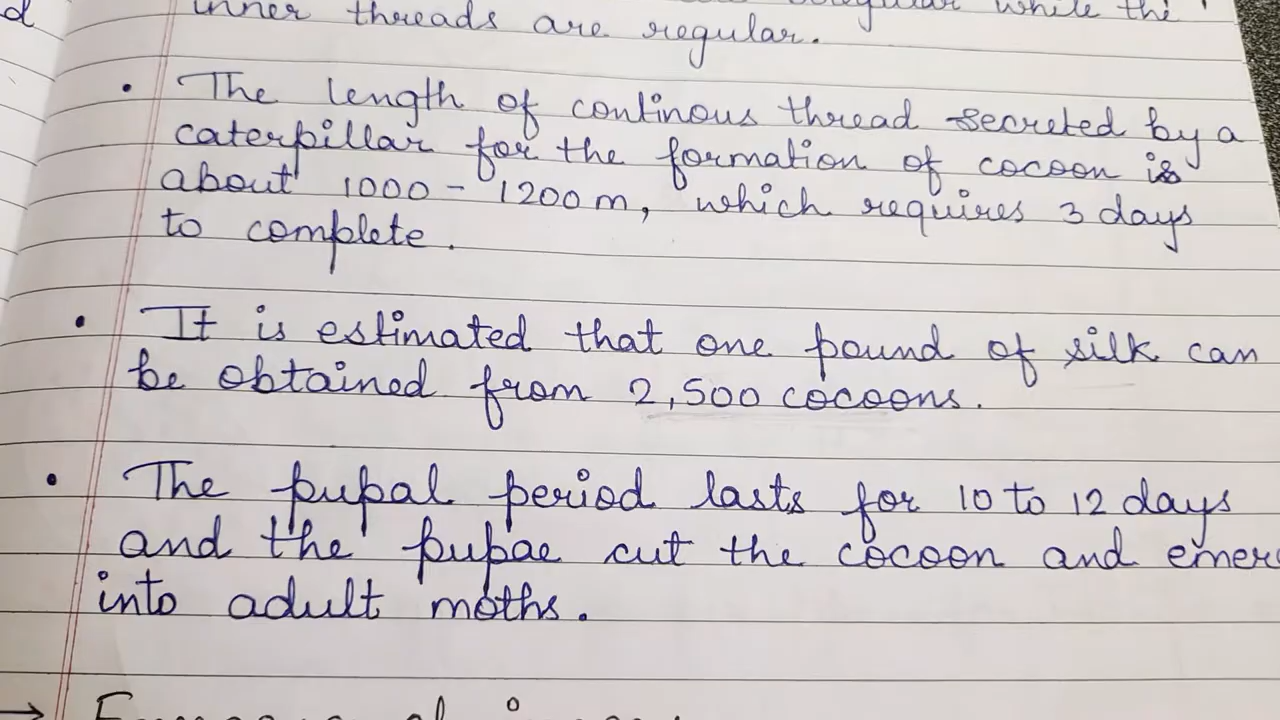 inner threads are regular.
• The length of continous thread secreted by a
caterpillar for the formation of cocoon is
about 1000 - 1200 m, which requires 3 days
to complete.
• It is estimated that one pound of silk can
be obtained from 2,500 cocoons.
• The pupal period lasts for 10 to 12 days
and the pupae cut the cocoon and emer
into adult moths.
→